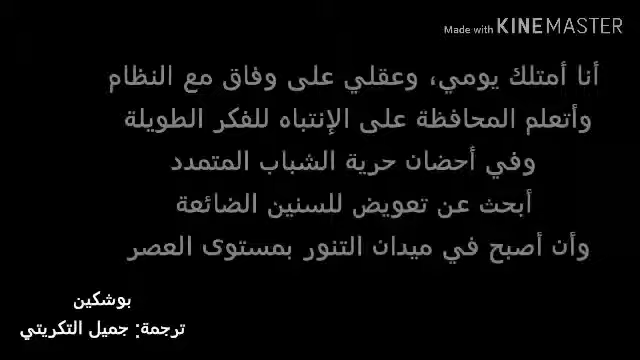 Made with KINEMASTER
أنا أمتلك يومي، وعقلي على وفاق مع النظام
وأتعلم المحافظة على الإنتباه للفكر الطويلة
وفي أحضان حرية الشباب المتمدد
أبحث عن تعويض للسنين الضائعة
وأن أصبح في ميدان التنور بمستوى العصر
بوشكين
ترجمة: جميل التكريتي